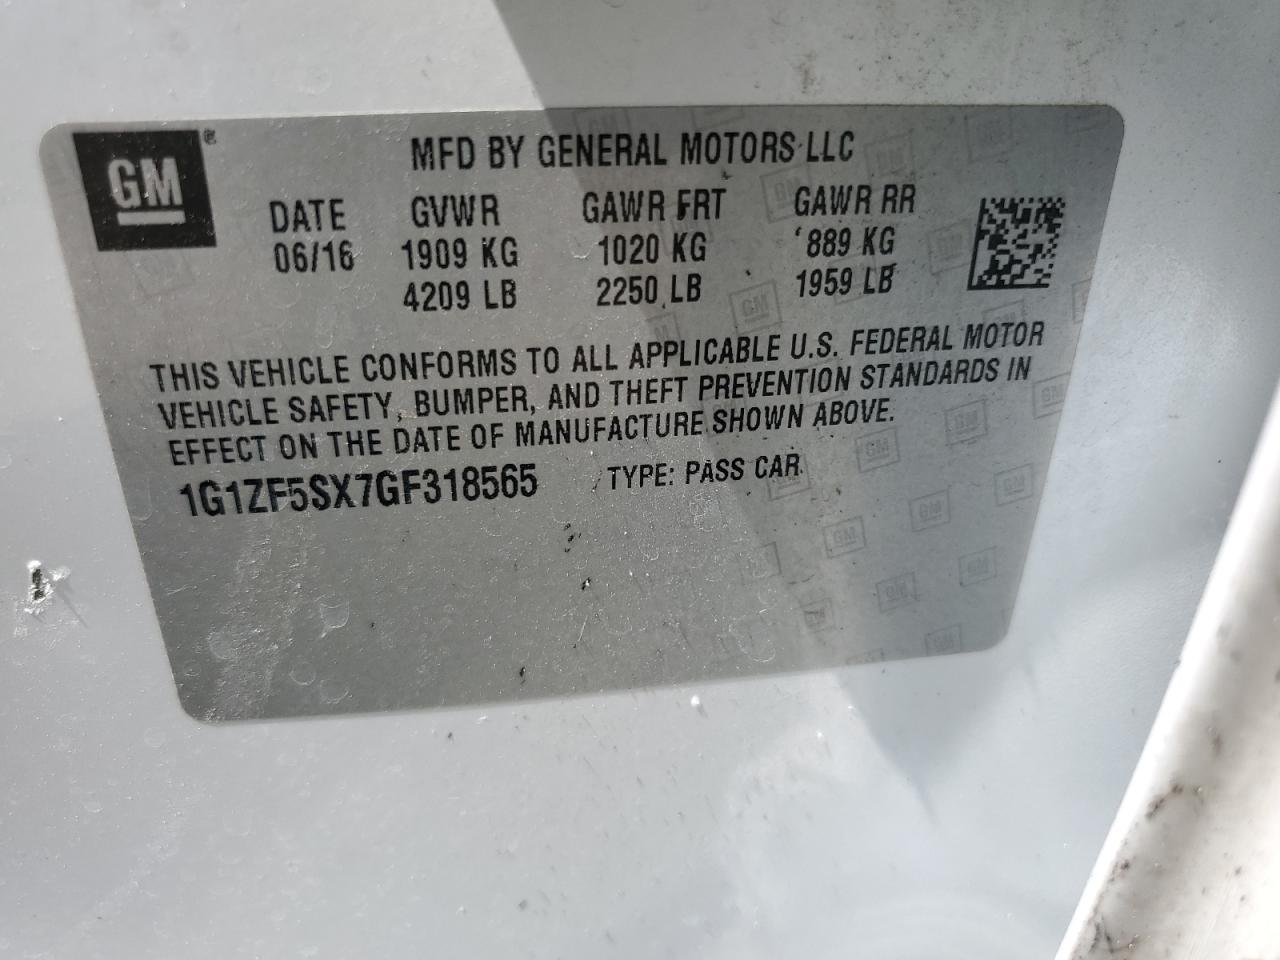 GM ®
MFD BY GENERAL MOTORS LLC
DATE GVWR GAWR FRT GAWR RR
06/16 1909 KG 1020 KG 889 KG
4209 LB 2250 LB 1959 LB
THIS VEHICLE CONFORMS TO ALL APPLICABLE U.S. FEDERAL MOTOR
VEHICLE SAFETY, BUMPER, AND THEFT PREVENTION STANDARDS IN
EFFECT ON THE DATE OF MANUFACTURE SHOWN ABOVE.
1G1ZF5SX7GF318565 TYPE: PASS CAR